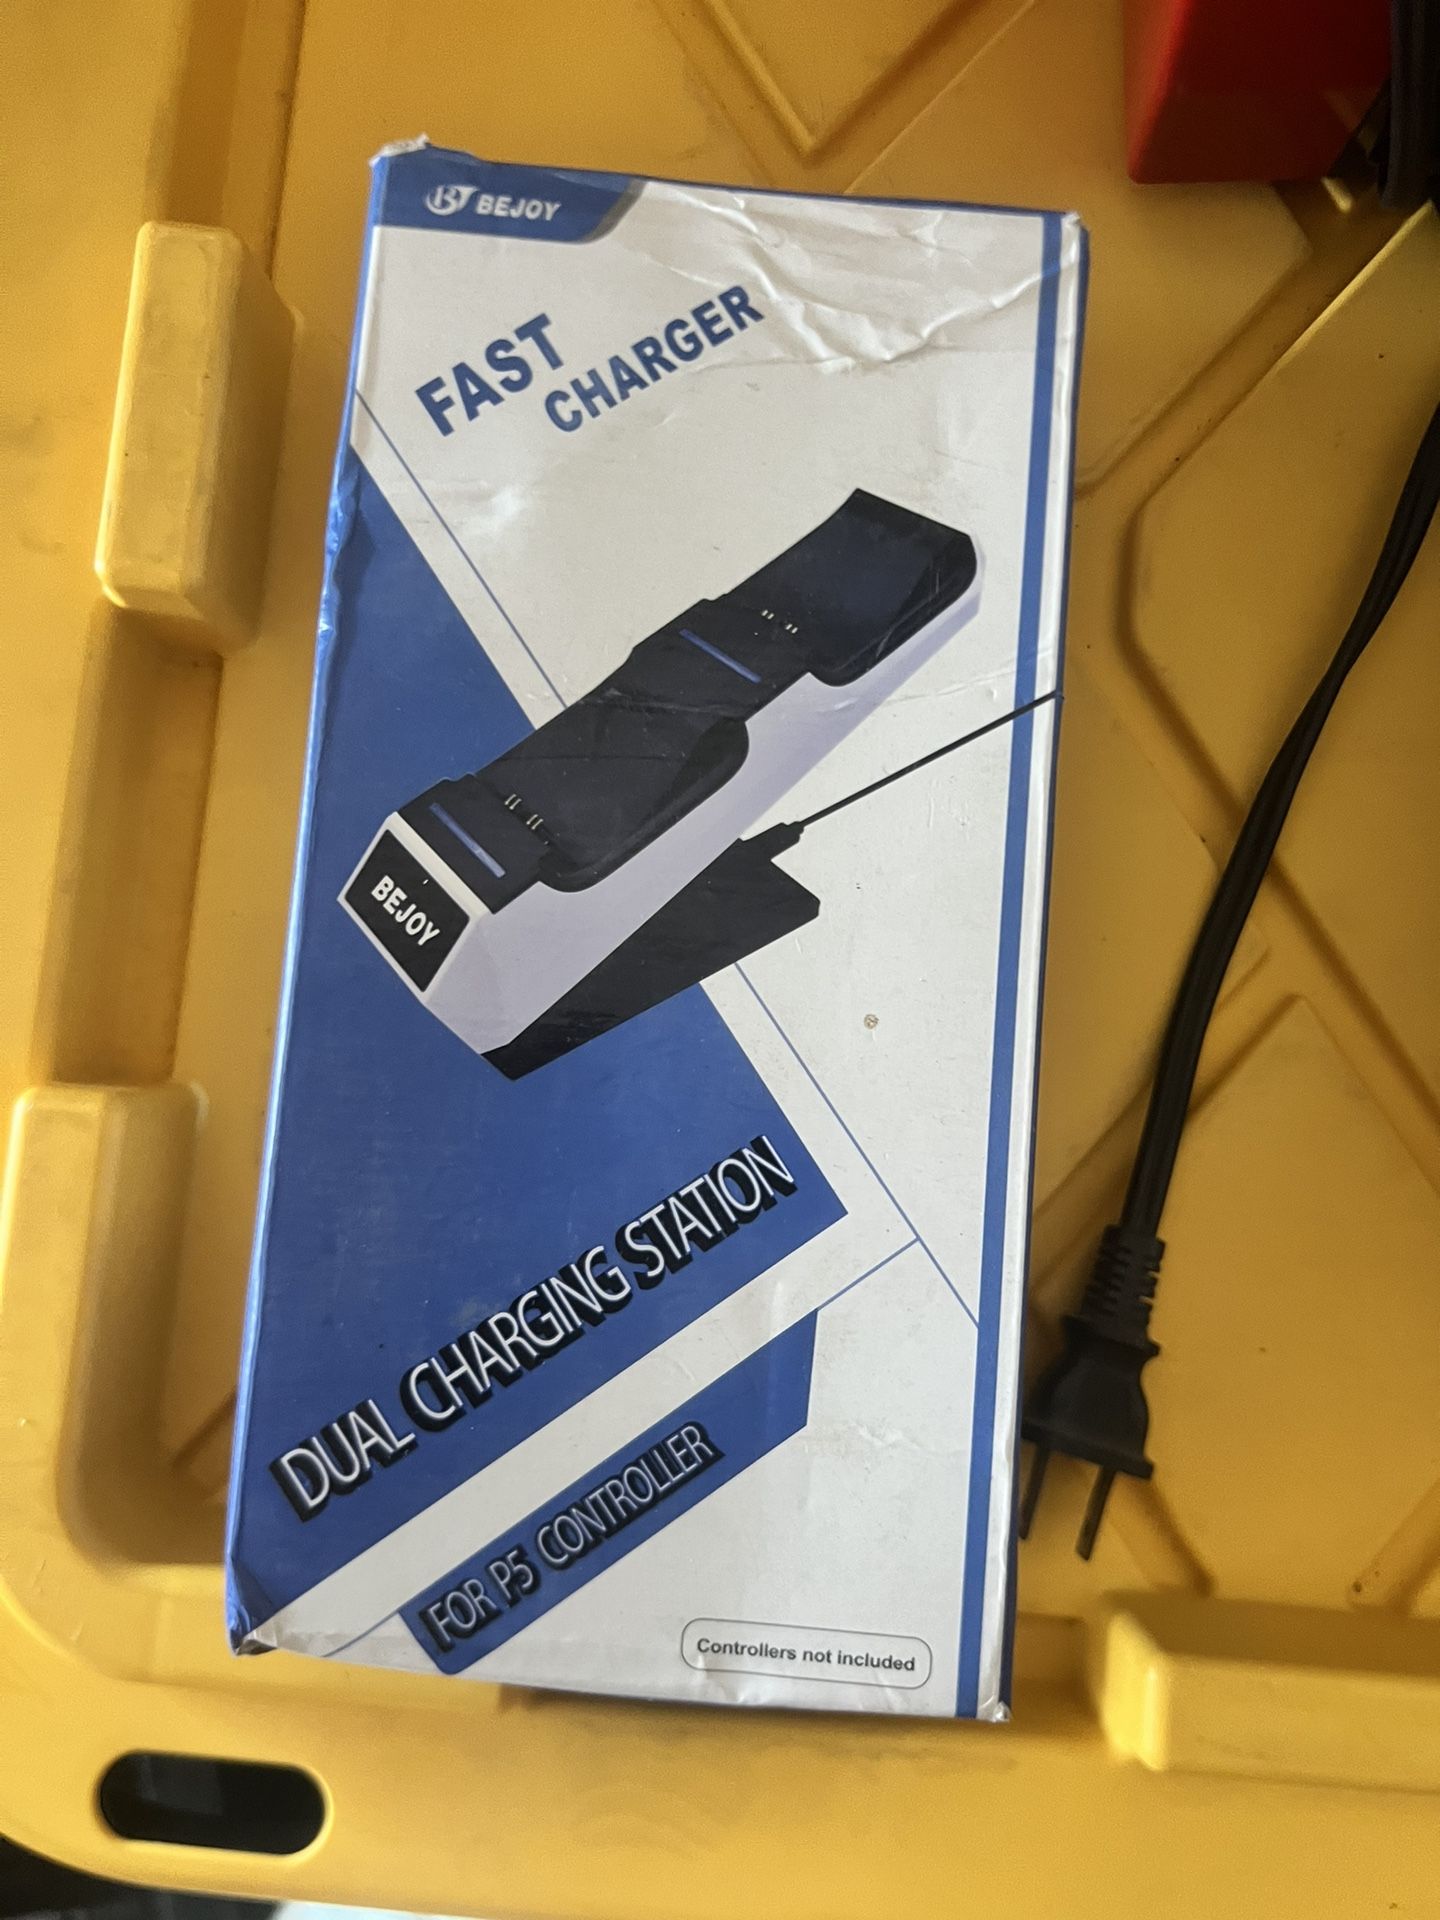 BEJOY
FAST
CHARGER
BEJOY
DUAL CHARGING STATION
FOR P5 CONTROLLER
Controllers not included